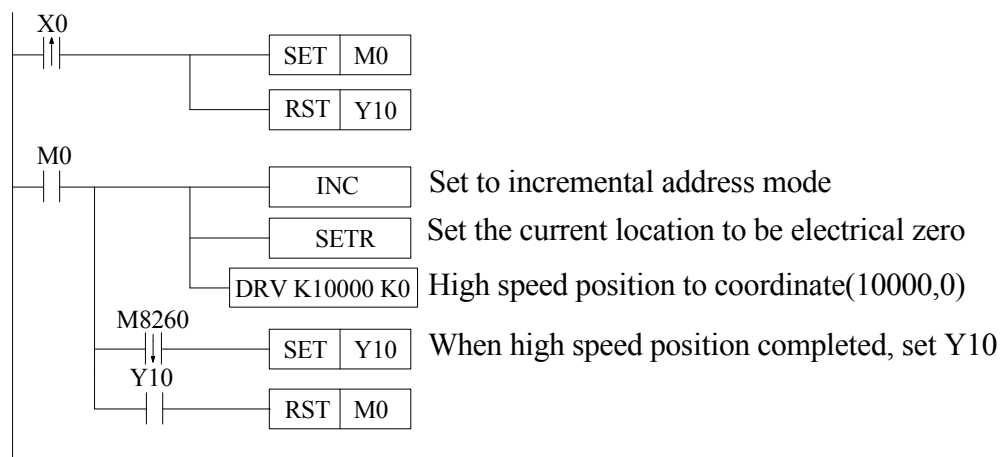 X0
SET M0
RST Y10
M0
INC Set to incremental address mode
SETR Set the current location to be electrical zero
DRV K10000 K0 High speed position to coordinate(10000,0)
M8260
SET Y10 When high speed position completed, set Y10
Y10
RST M0